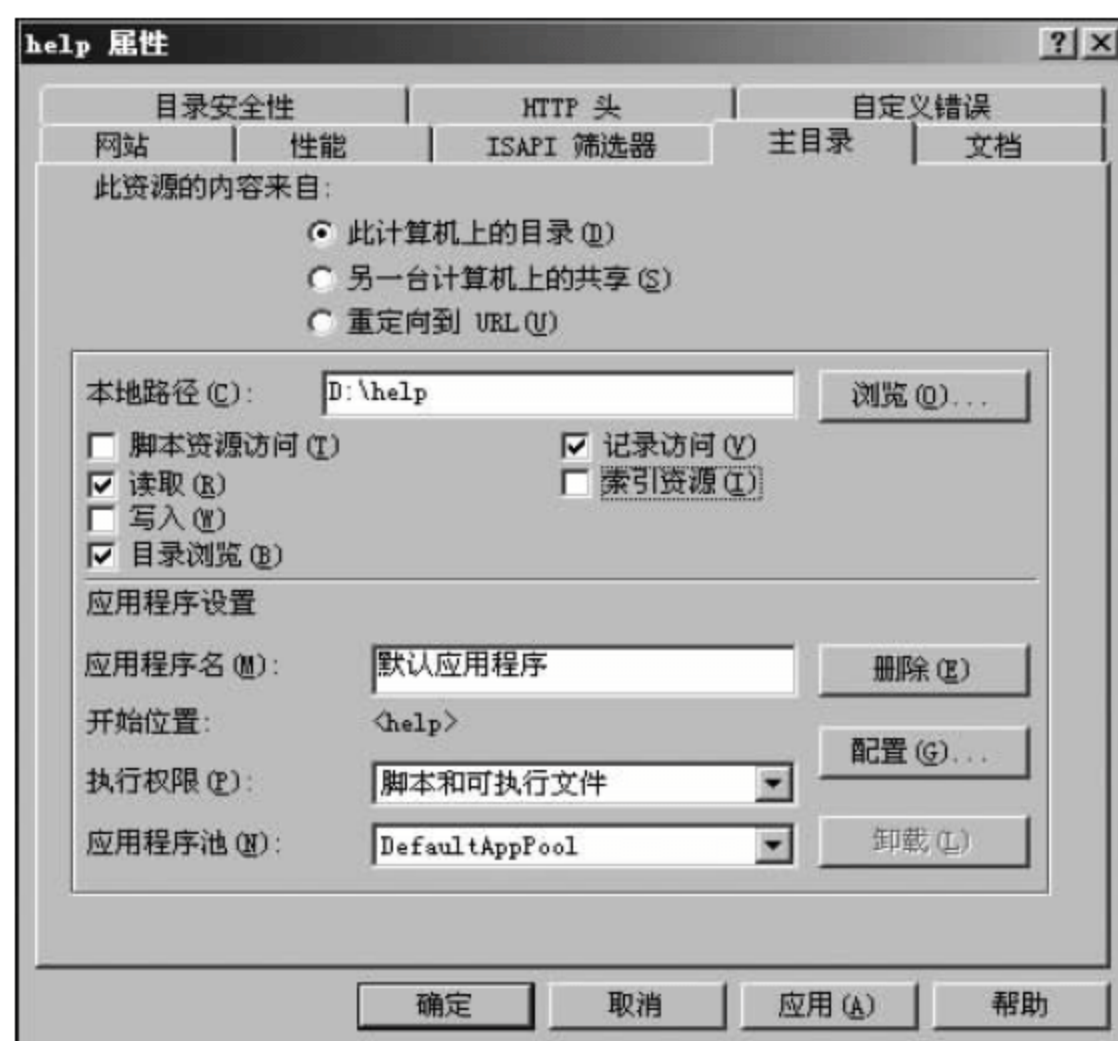 help 属性
目录安全性 HTTP 头 自定义错误
网站 性能 ISAPI 筛选器 主目录 文档
此资源的内容来自:
此计算机上的目录(D)
另一台计算机上的共享(S)
重定向到 URL(U)
本地路径(C): D:\help 浏览(O)...
脚本资源访问(T) 记录访问(V)
读取(R) 索引资源(I)
写入(W)
目录浏览(B)
应用程序设置
应用程序名(M): 默认应用程序 删除(E)
开始位置: <help>
配置(G)...
执行权限(P): 脚本和可执行文件
应用程序池(N): DefaultAppPool 卸载(L)
确定 取消 应用(A) 帮助